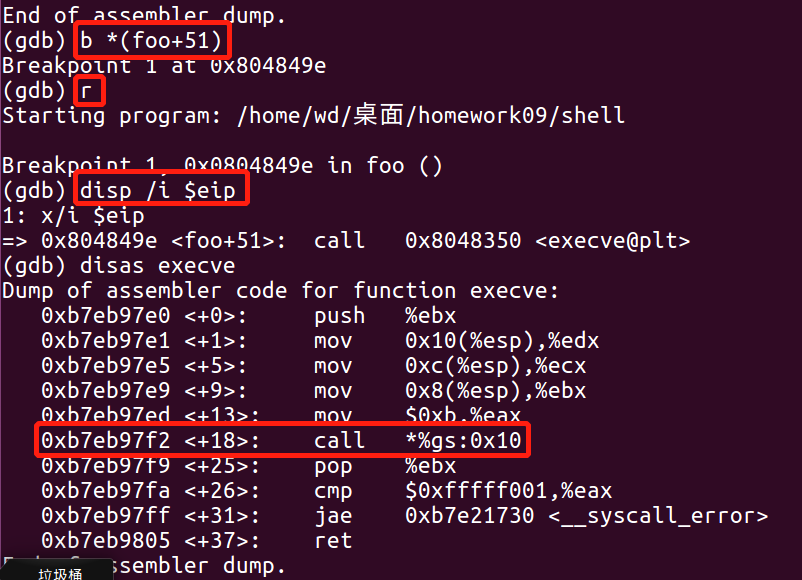 End of assembler dump.
(gdb) b *(foo+51)
Breakpoint 1 at 0x804849e
(gdb) r
Starting program: /home/wd/桌面/homework09/shell
Breakpoint 1, 0x0804849e in foo ()
(gdb) disp /i $eip
1: x/i $eip
=> 0x804849e <foo+51>: call 0x8048350 <execve@plt>
(gdb) disas execve
Dump of assembler code for function execve:
0xb7eb97e0 <+0>: push %ebx
0xb7eb97e1 <+1>: mov 0x10(%esp),%edx
0xb7eb97e5 <+5>: mov 0xc(%esp),%ecx
0xb7eb97e9 <+9>: mov 0x8(%esp),%ebx
0xb7eb97ed <+13>: mov $0xb,%eax
0xb7eb97f2 <+18>: call *%gs:0x10
0xb7eb97f9 <+25>: pop %ebx
0xb7eb97fa <+26>: cmp $0xfffff001,%eax
0xb7eb97ff <+31>: jae 0xb7e21730 <__syscall_error>
0xb7eb9805 <+37>: ret
assembler dump.
垃圾桶